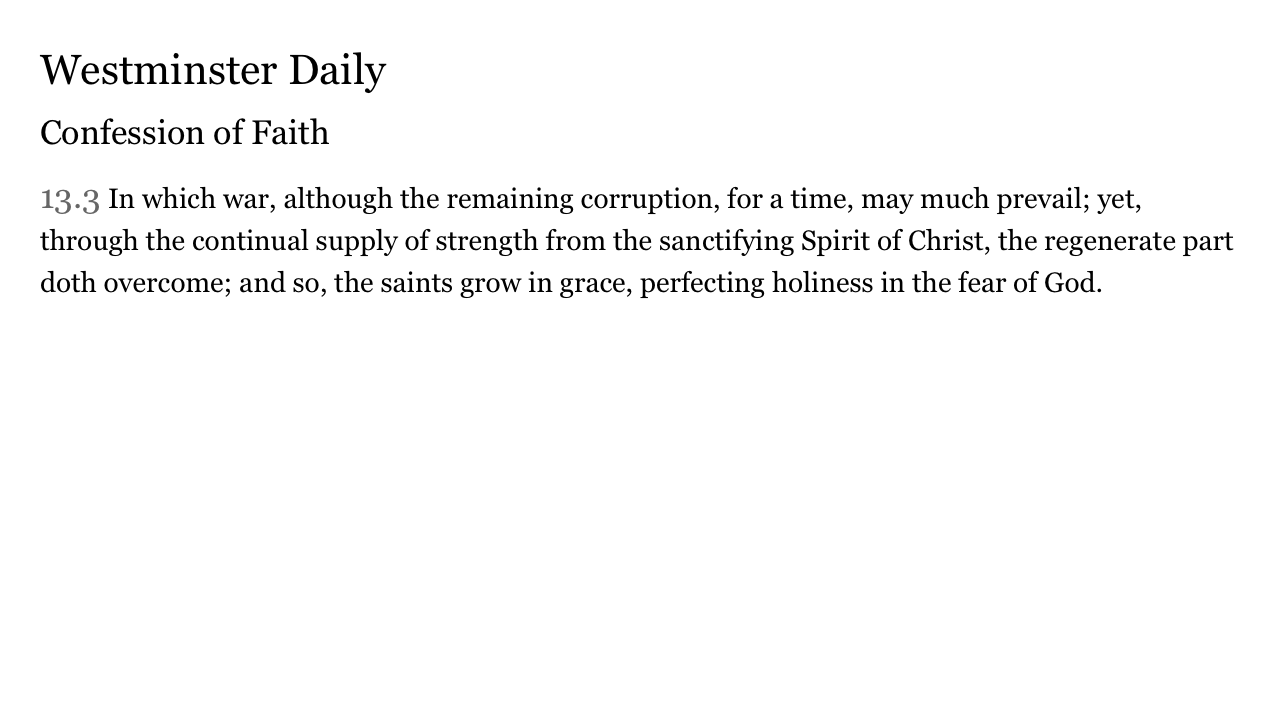 Westminster Daily
Confession of Faith
13.3 In which war, although the remaining corruption, for a time, may much prevail; yet,
through the continual supply of strength from the sanctifying Spirit of Christ, the regenerate part
doth overcome; and so, the saints grow in grace, perfecting holiness in the fear of God.